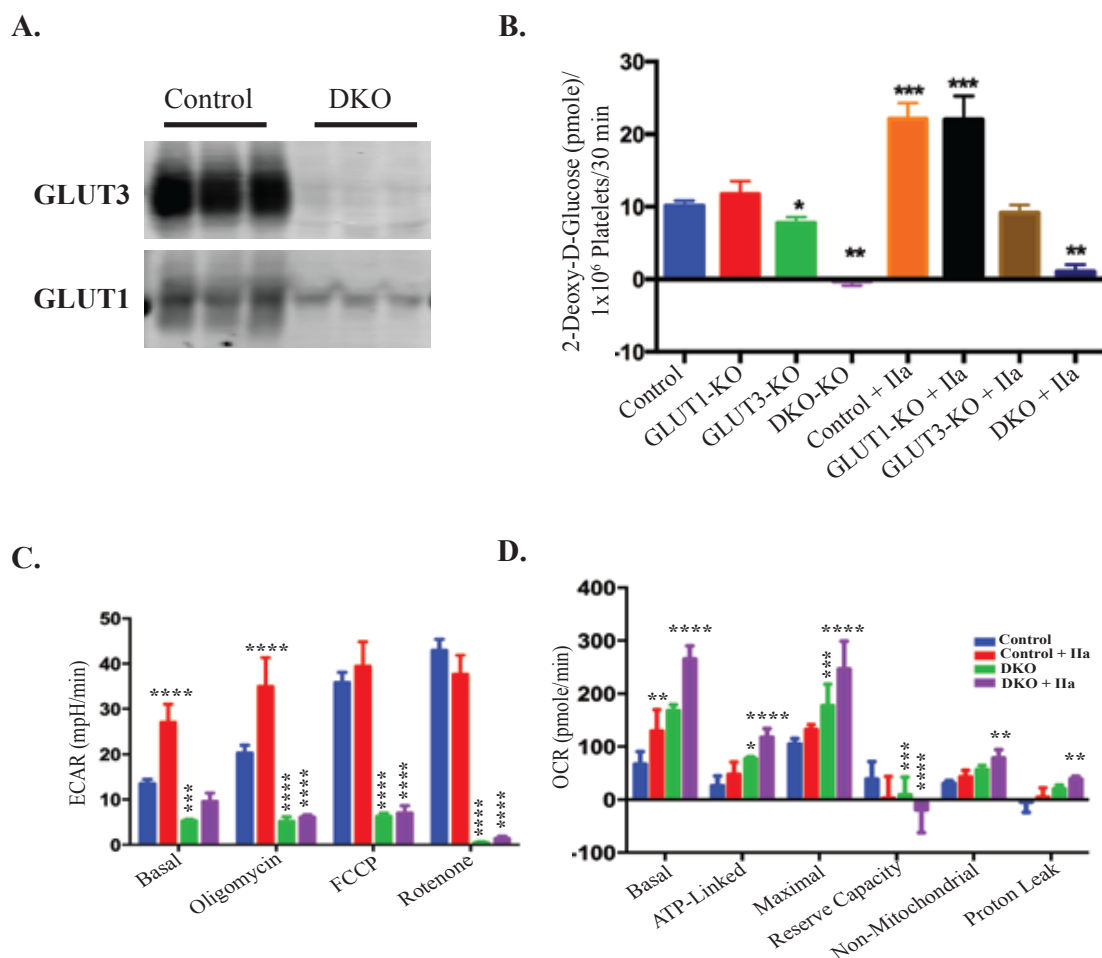 A.
Control DKO
GLUT3
GLUT1
B.
2-Deoxy-D-Glucose (pmole)/
1x10⁶ Platelets/30 min
30
20
10
0
-10
***
***
*
**
**
Control
GLUT1-KO
GLUT3-KO
DKO-KO
Control + IIa
GLUT1-KO + IIa
GLUT3-KO + IIa
DKO + IIa
C.
ECAR (mpH/min)
50
40
30
20
10
0
****
***
****
****
****
****
****
****
****
Basal
Oligomycin
FCCP
Rotenone
D.
OCR (pmole/min)
400
300
200
100
0
-100
**
****
*
****
***
****
***
****
**
**
Control
Control + IIa
DKO
DKO + IIa
Basal
ATP-Linked
Maximal
Reserve Capacity
Non-Mitochondrial
Proton Leak